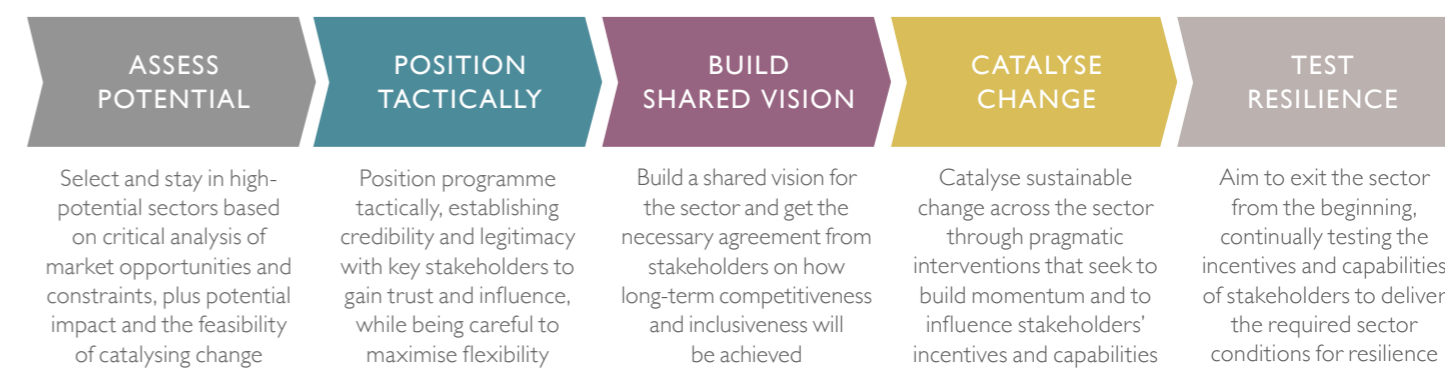 ASSESS
POTENTIAL
POSITION
TACTICALLY
BUILD
SHARED VISION
CATALYSE
CHANGE
TEST
RESILIENCE
Select and stay in high-
potential sectors based
on critical analysis of
market opportunities and
constraints, plus potential
impact and the feasibility
of catalysing change
Position programme
tactically, establishing
credibility and legitimacy
with key stakeholders to
gain trust and influence,
while being careful to
maximise flexibility
Build a shared vision for
the sector and get the
necessary agreement from
stakeholders on how
long-term competitiveness
and inclusiveness will
be achieved
Catalyse sustainable
change across the sector
through pragmatic
interventions that seek to
build momentum and to
influence stakeholders’
incentives and capabilities
Aim to exit the sector
from the beginning,
continually testing the
incentives and capabilities
of stakeholders to deliver
the required sector
conditions for resilience